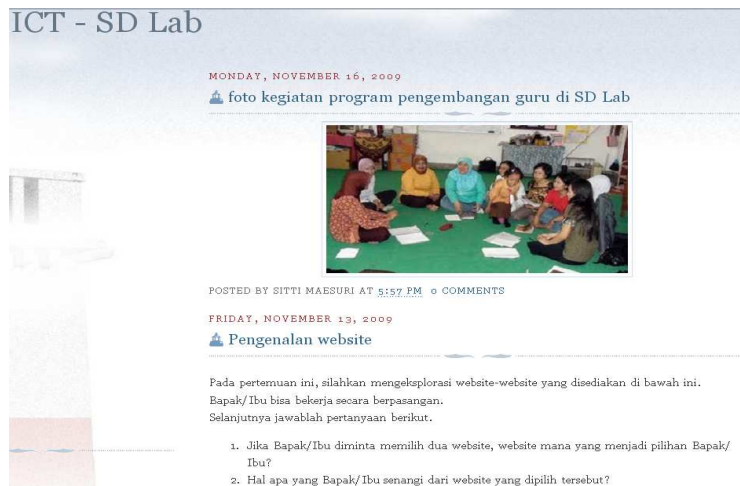 ICT - SD Lab
MONDAY, NOVEMBER 16, 2009
foto kegiatan program pengembangan guru di SD Lab
POSTED BY SITTI MAESURI AT 5:57 PM 0 COMMENTS
FRIDAY, NOVEMBER 13, 2009
Pengenalan website
Pada pertemuan ini, silahkan mengeksplorasi website-website yang disediakan di bawah ini.
Bapak/Ibu bisa bekerja secara berpasangan.
Selanjutnya jawablah pertanyaan berikut.
1. Jika Bapak/Ibu diminta memilih dua website, website mana yang menjadi pilihan Bapak/
Ibu?
2. Hal apa yang Bapak/Ibu senangi dari website yang dipilih tersebut?